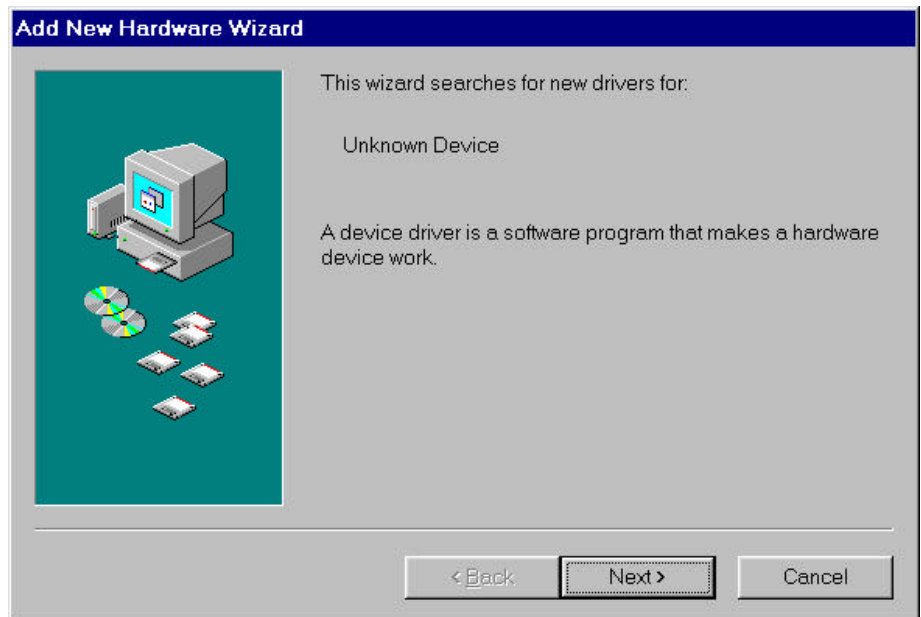 Add New Hardware Wizard
This wizard searches for new drivers for:
Unknown Device
A device driver is a software program that makes a hardware
device work.
< Back
Next >
Cancel